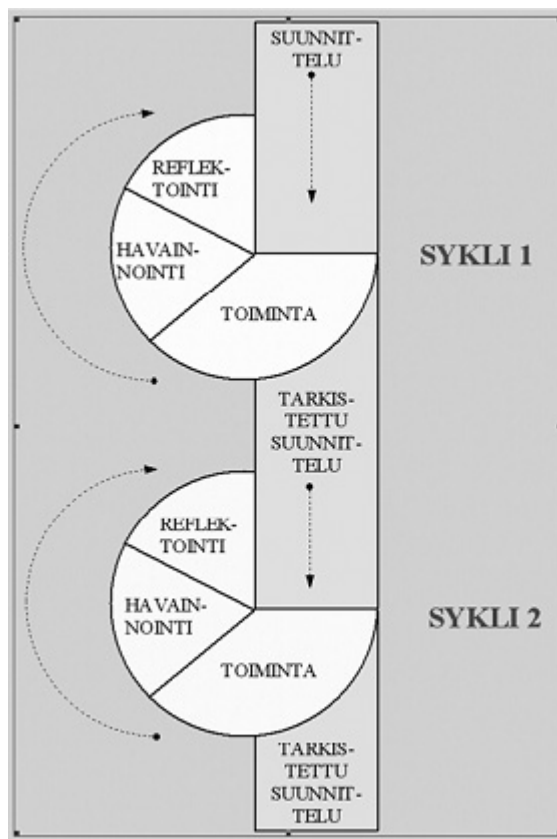 SUUNNIT-
TELU
REFLEK-
TOINTI
HAVAIN-
NOINTI
SYKLI 1
TOIMINTA
TARKIS-
TETTU
SUUNNIT-
TELU
REFLEK-
TOINTI
HAVAIN-
NOINTI
SYKLI 2
TOIMINTA
TARKIS-
TETTU
SUUNNIT-
TELU